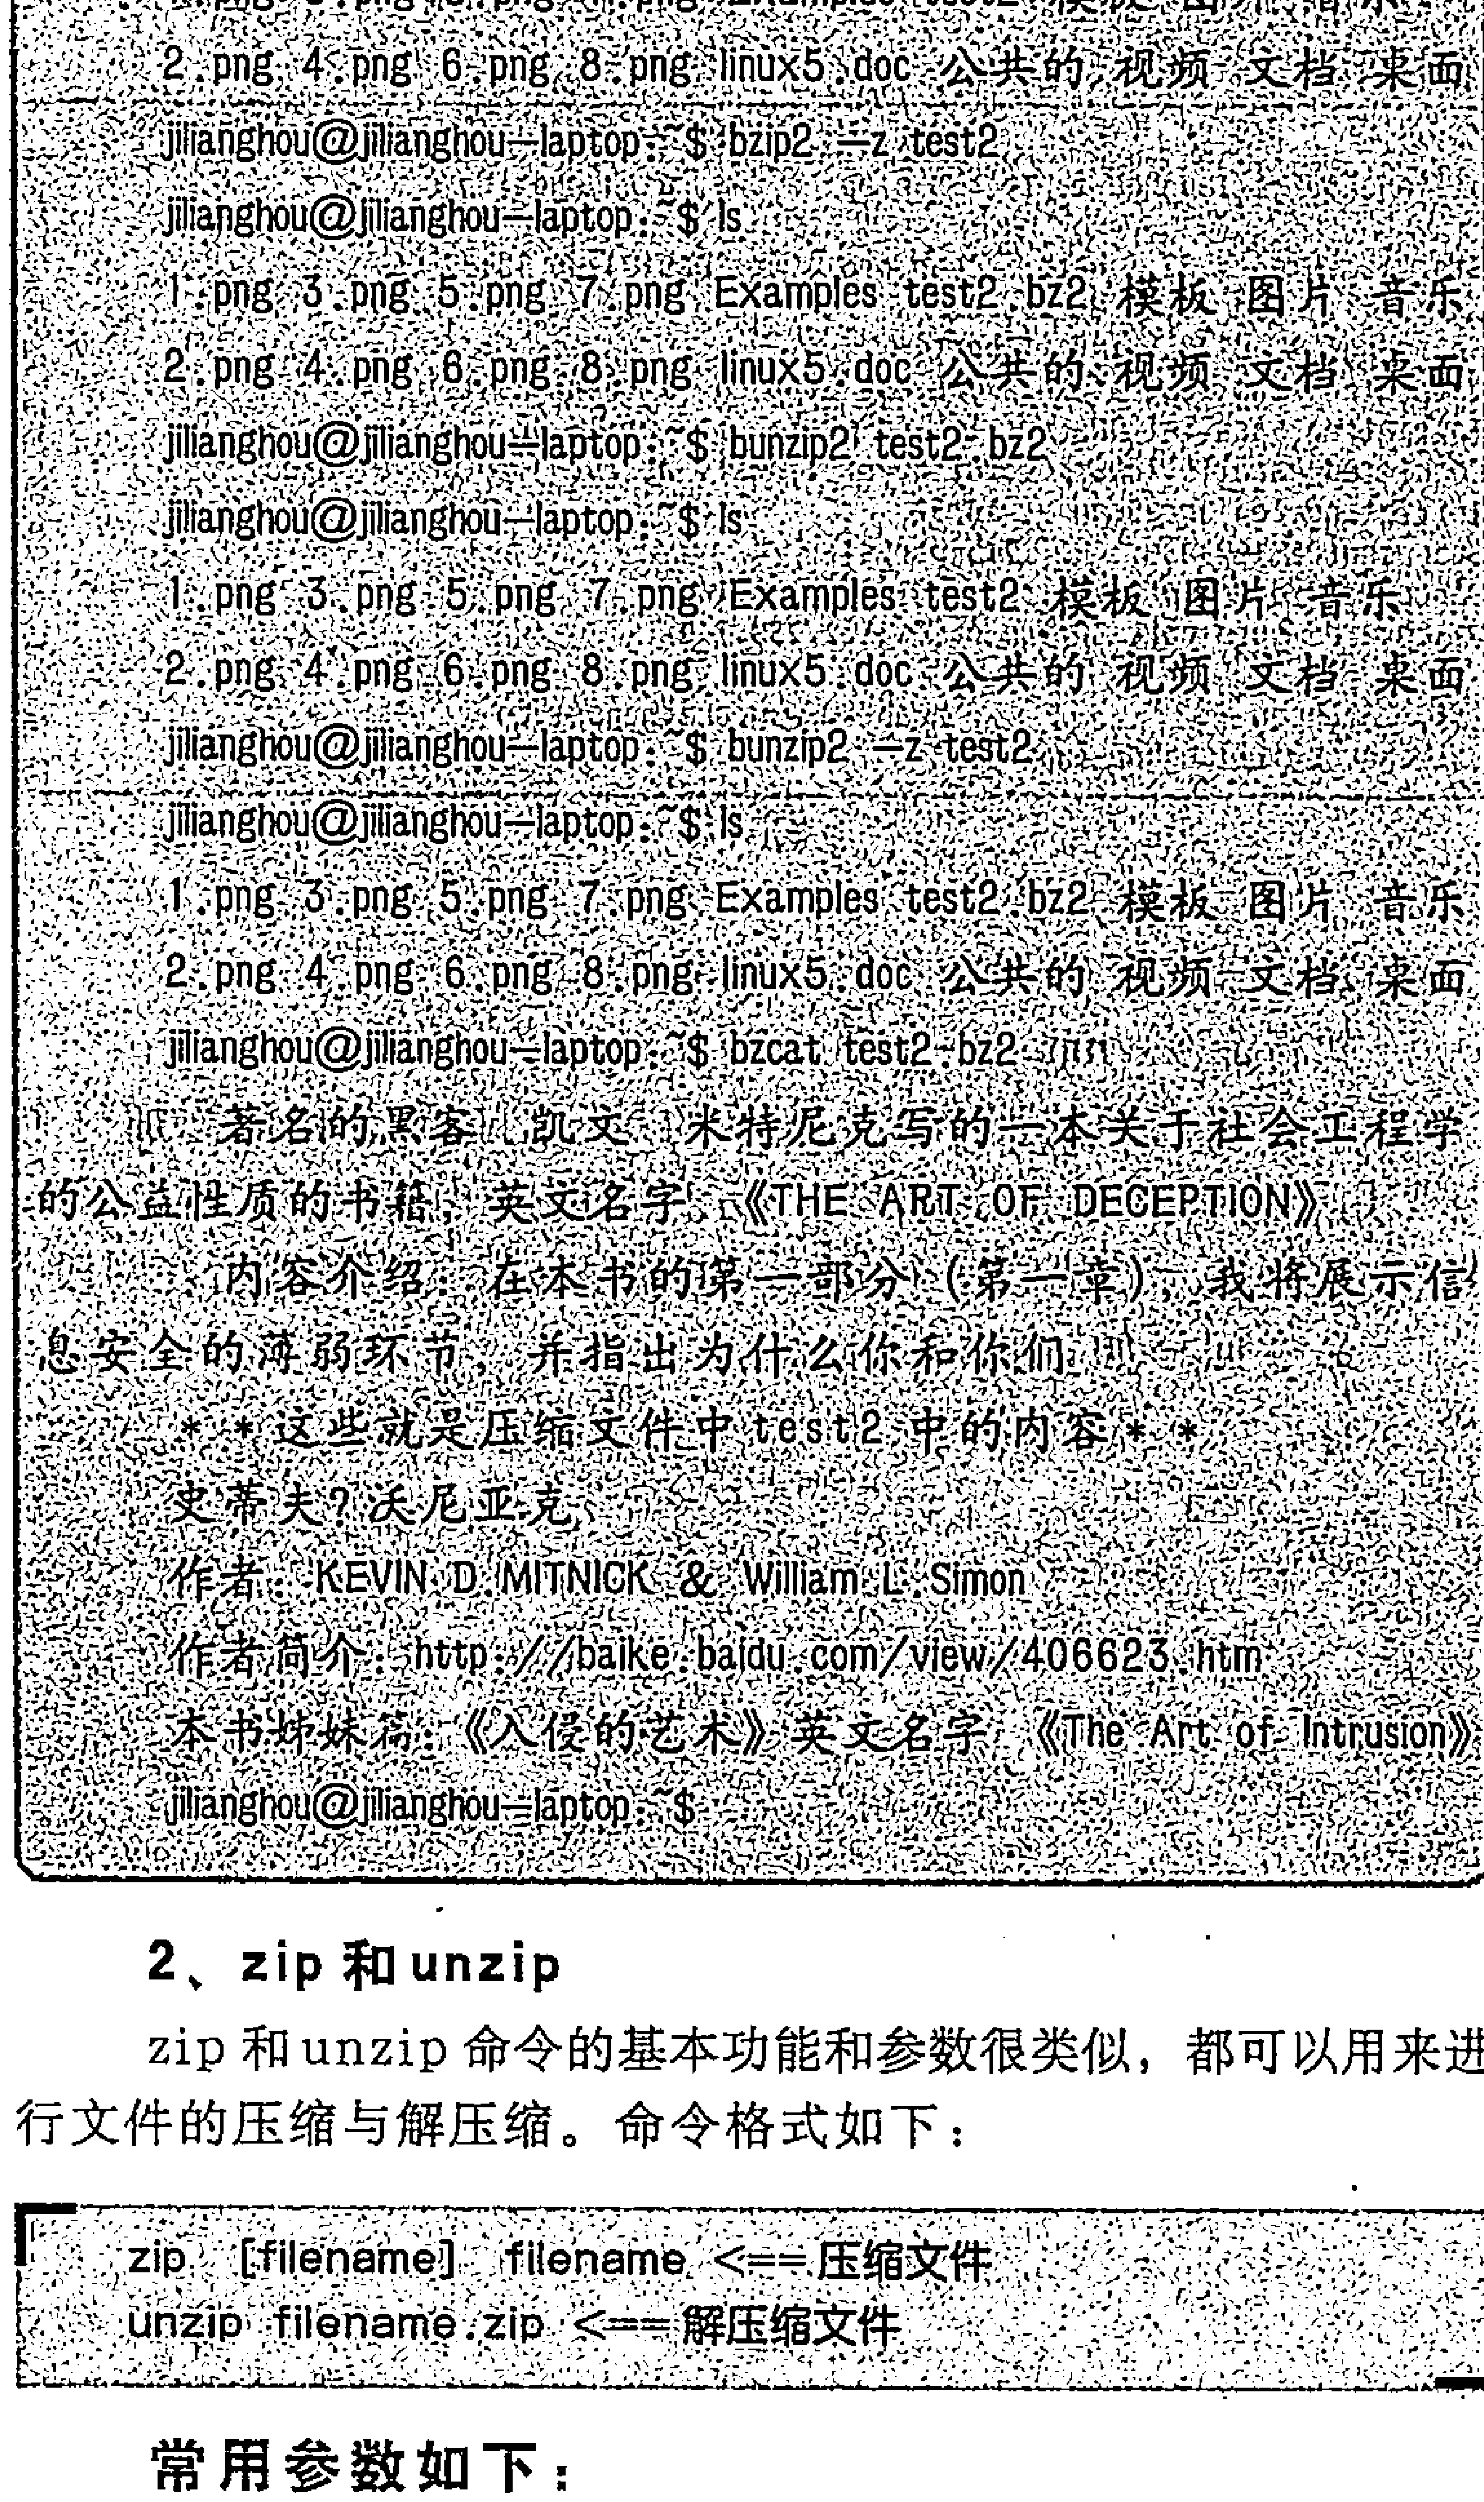 1.png 3.png 5.png 7.png Examples test2 模板 图片 音乐
2.png 4.png 6.png 8.png linux5.doc 公共的 视频 文档 桌面
jilianghou@jilianghou-laptop:~$ bzip2 -z test2
jilianghou@jilianghou-laptop:~$ ls
1.png 3.png 5.png 7.png Examples test2.bz2 模板 图片 音乐
2.png 4.png 6.png 8.png linux5.doc 公共的 视频 文档 桌面
jilianghou@jilianghou-laptop:~$ bunzip2 test2.bz2
jilianghou@jilianghou-laptop:~$ ls
1.png 3.png 5.png 7.png Examples test2 模板 图片 音乐
2.png 4.png 6.png 8.png linux5.doc 公共的 视频 文档 桌面
jilianghou@jilianghou-laptop:~$ bunzip2 -z test2
jilianghou@jilianghou-laptop:~$ ls
1.png 3.png 5.png 7.png Examples test2.bz2 模板 图片 音乐
2.png 4.png 6.png 8.png linux5.doc 公共的 视频 文档 桌面
jilianghou@jilianghou-laptop:~$ bzcat test2.bz2
著名的黑客 凯文 米特尼克写的一本关于社会工程学
的公益性质的书籍，英文名字：《THE ART OF DECEPTION》
内容介绍：在本书的第一部分（第一章），我将展示信
息安全的薄弱环节，并指出为什么你和你们
**这些就是压缩文件中test2中的内容**
史蒂夫?沃尼亚克
作者：KEVIN D.MITNICK & William L.Simon
作者简介：http://baike.baidu.com/view/406623.htm
本书姊妹篇：《入侵的艺术》英文名字 《The Art of Intrusion》
jilianghou@jilianghou-laptop:~$
2、zip 和 unzip
zip 和 unzip 命令的基本功能和参数很类似，都可以用来进
行文件的压缩与解压缩。命令格式如下：
zip [filename] filename <== 压缩文件
unzip filename.zip <== 解压缩文件
常用参数如下：